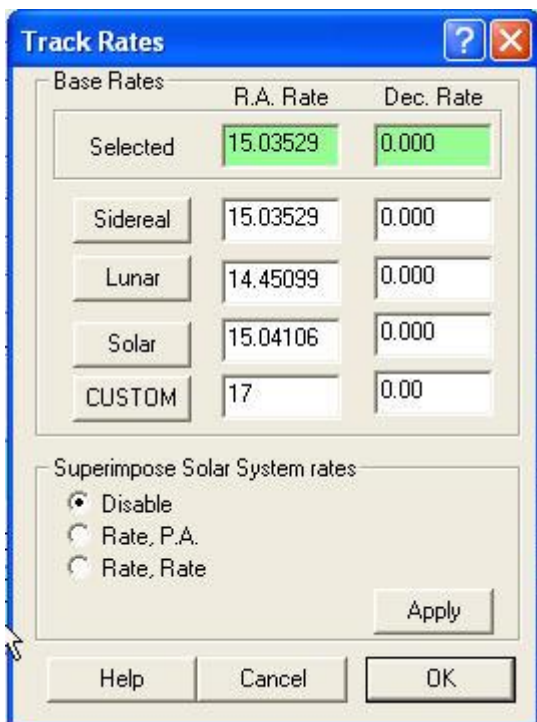 Track Rates
Base Rates
R.A. Rate Dec. Rate
Selected 15.03529 0.000
Sidereal 15.03529 0.000
Lunar 14.45099 0.000
Solar 15.04106 0.000
CUSTOM 17 0.00
Superimpose Solar System rates
Disable
Rate, P.A.
Rate, Rate
Apply
Help Cancel OK